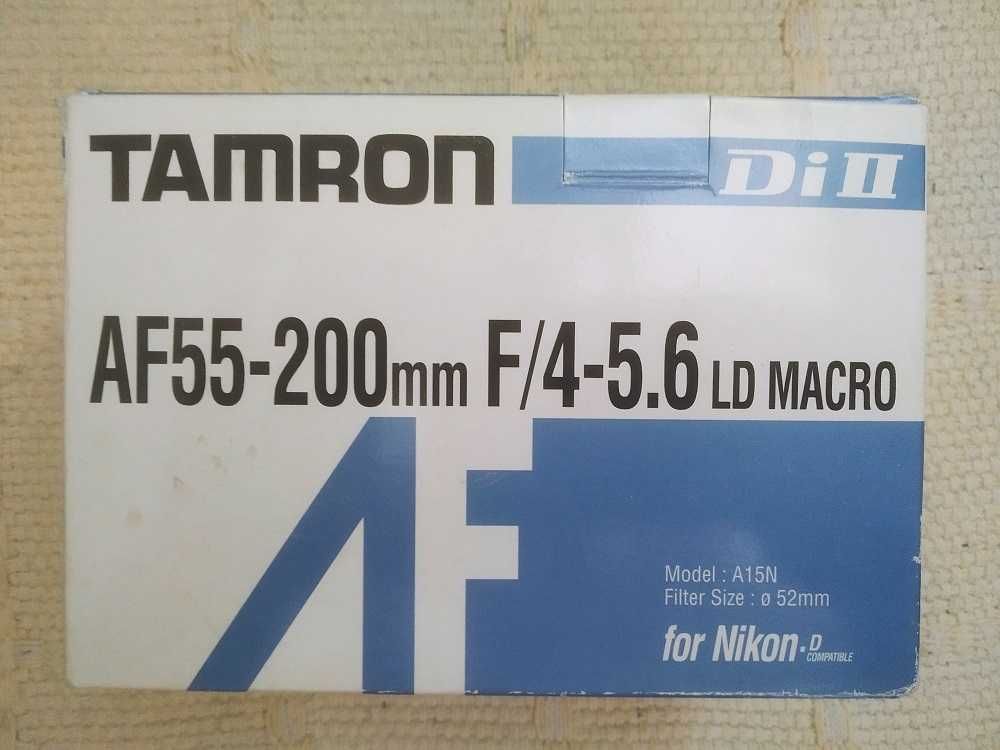 TAMRON Di II
AF55-200mm F/4-5.6 LD MACRO
AF
Model : A15N
Filter Size : ø 52mm
for Nikon-D COMPATIBLE